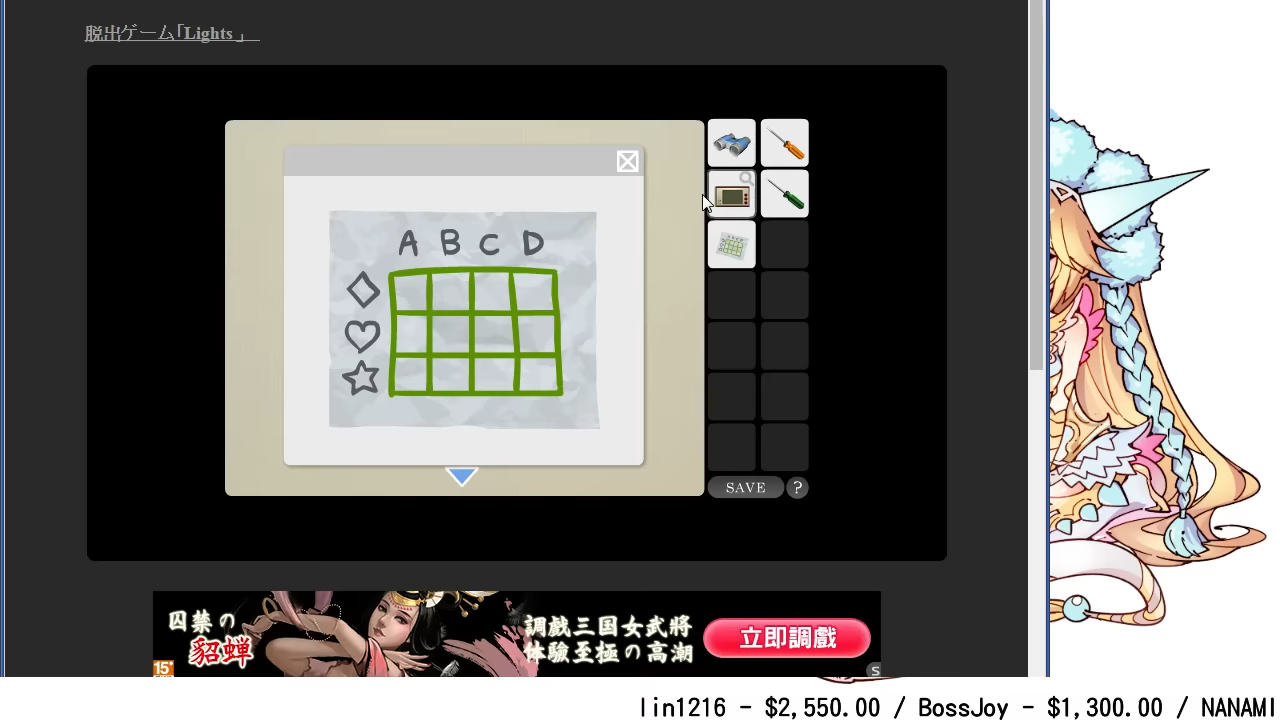 脱出ゲーム「Lights 」
A B C D
SAVE ?
囚禁の
貂蝉
調戲三国女武將
体験至極の高潮
立即調戲
15+
S
lin1216 - $2,550.00 / BossJoy - $1,300.00 / NANAMI